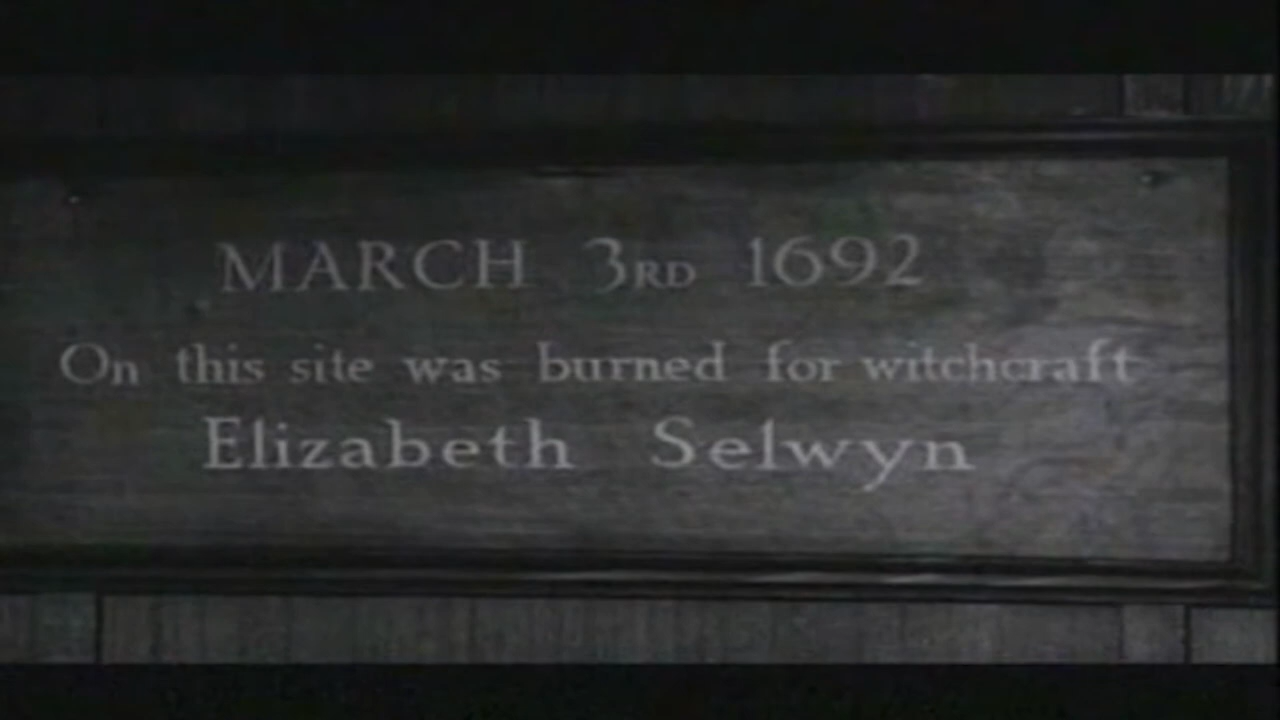 MARCH 3RD 1692
On this site was burned for witchcraft
Elizabeth Selwyn